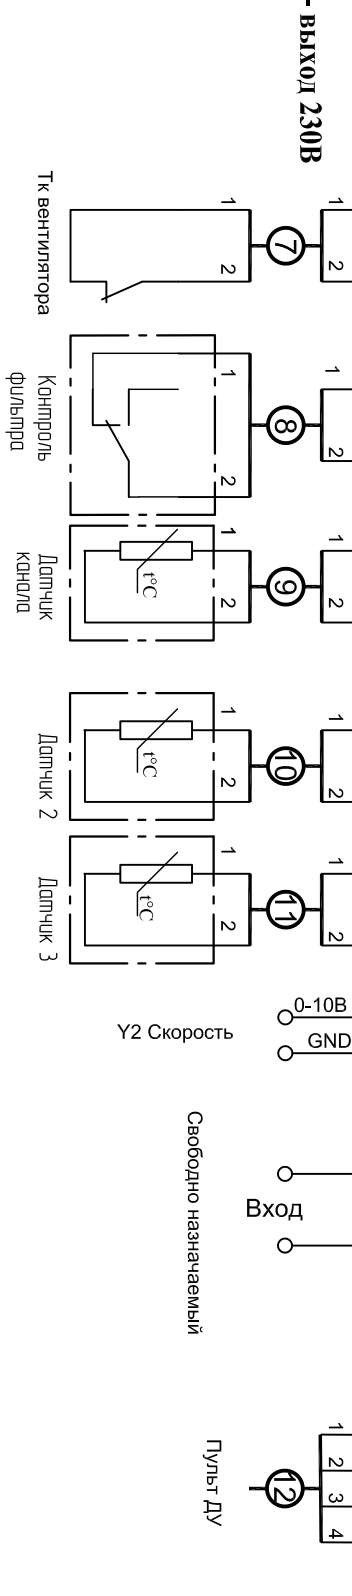 - выход 230В
1
2
7
1
2
Тк вентилятора
1
2
8
1
2
Контроль
фильтра
1
2
9
1
2
t°C
Датчик
канала
1
2
10
1
2
t°C
Датчик 2
1
2
11
1
2
t°C
Датчик 3
0-10В
GND
Y2 Скорость
Вход
Свободно назначаемый
1
2
3
4
12
Пульт ДУ